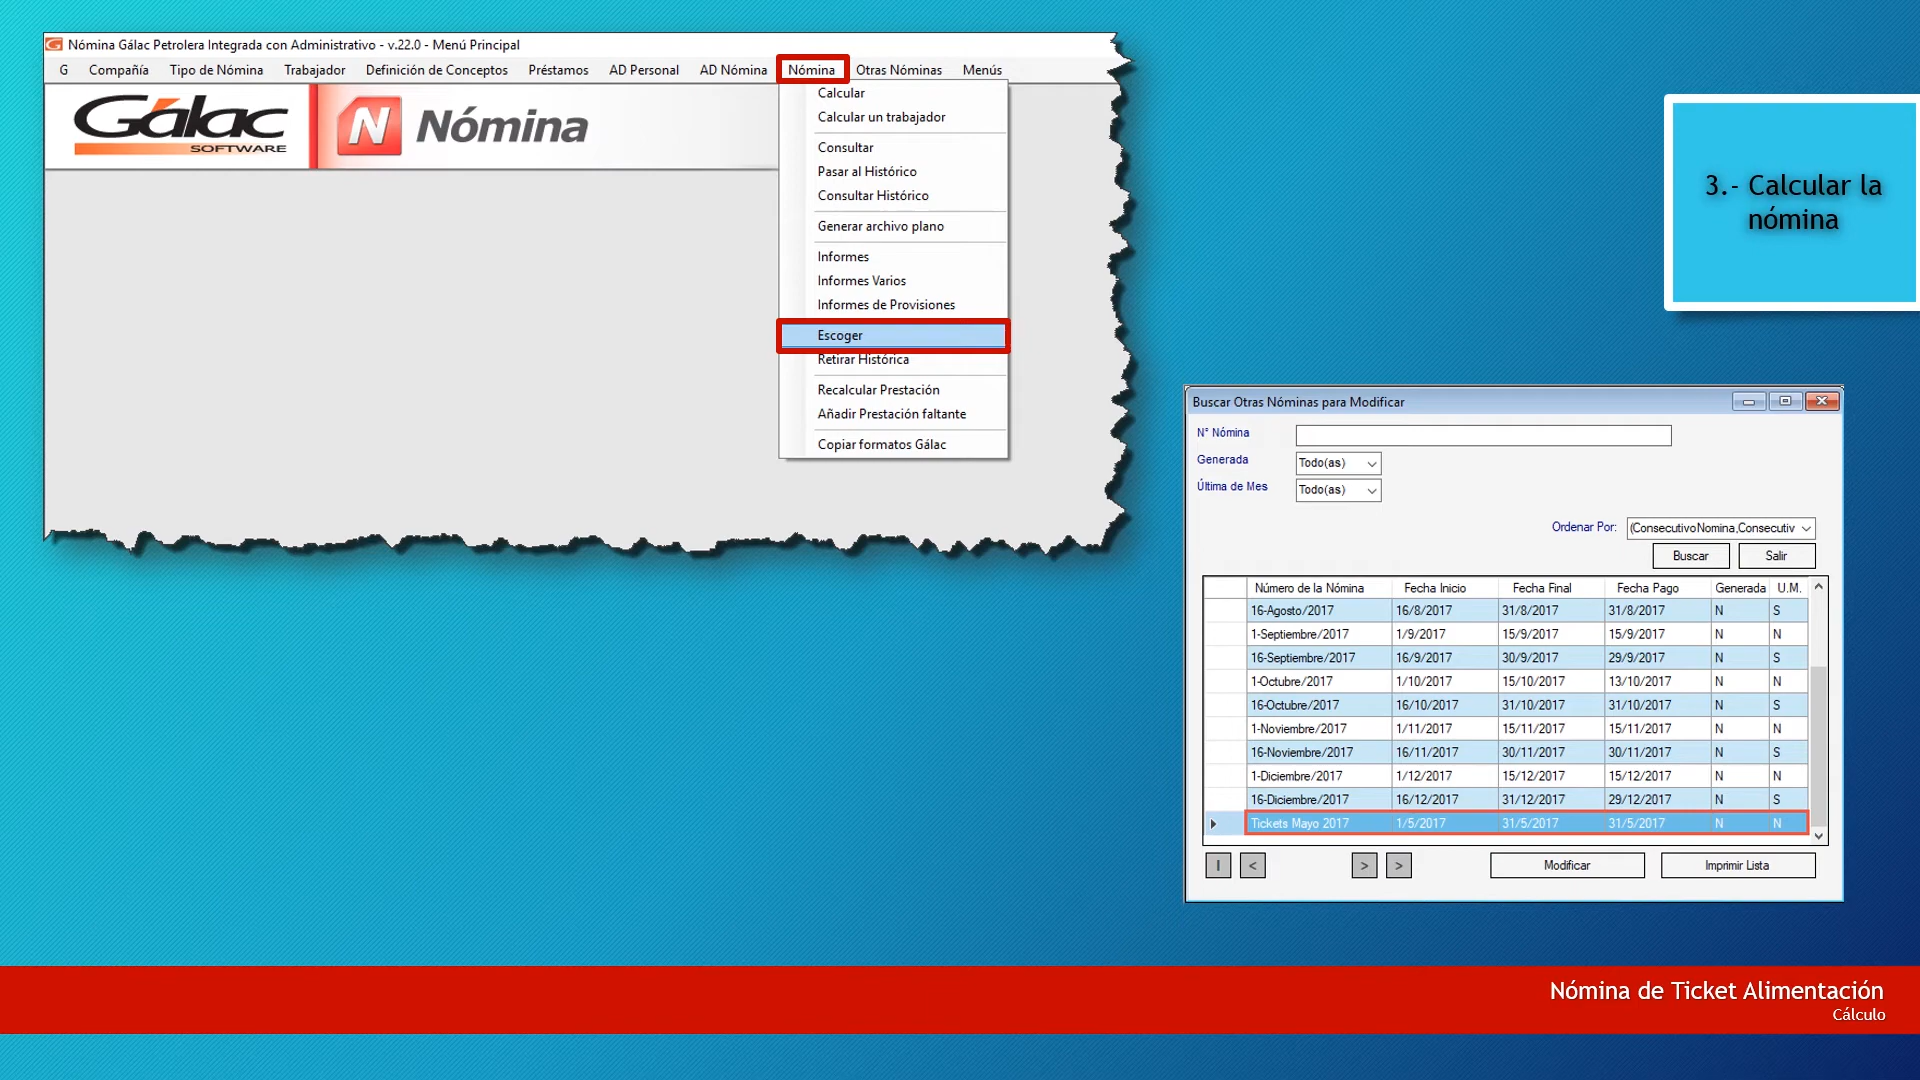 Nómina Gálac Petrolera Integrada con Administrativo - v.22.0 - Menú Principal
G Compañía Tipo de Nómina Trabajador Definición de Conceptos Préstamos AD Personal AD Nómina Nómina Otras Nóminas Menús
Gálac
SOFTWARE
N Nómina
Calcular
Calcular un trabajador
Consultar
Pasar al Histórico
Consultar Histórico
Generar archivo plano
Informes
Informes Varios
Informes de Provisiones
Escoger
Retirar Histórica
Recalcular Prestación
Añadir Prestación faltante
Copiar formatos Gálac
3.- Calcular la
nómina
Buscar Otras Nóminas para Modificar
N° Nómina
Generada Todo(as)
Última de Mes Todo(as)
Ordenar Por: (ConsecutivoNomina,Consecutiv
Buscar Salir
Número de la Nómina Fecha Inicio Fecha Final Fecha Pago Generada U.M.
16-Agosto/2017 16/8/2017 31/8/2017 31/8/2017 N S
1-Septiembre/2017 1/9/2017 15/9/2017 15/9/2017 N N
16-Septiembre/2017 16/9/2017 30/9/2017 29/9/2017 N S
1-Octubre/2017 1/10/2017 15/10/2017 13/10/2017 N N
16-Octubre/2017 16/10/2017 31/10/2017 31/10/2017 N S
1-Noviembre/2017 1/11/2017 15/11/2017 15/11/2017 N N
16-Noviembre/2017 16/11/2017 30/11/2017 30/11/2017 N S
1-Diciembre/2017 1/12/2017 15/12/2017 15/12/2017 N N
16-Diciembre/2017 16/12/2017 31/12/2017 29/12/2017 N S
Tickets Mayo 2017 1/5/2017 31/5/2017 31/5/2017 N N
I < > > Modificar Imprimir Lista
Nómina de Ticket Alimentación
Cálculo